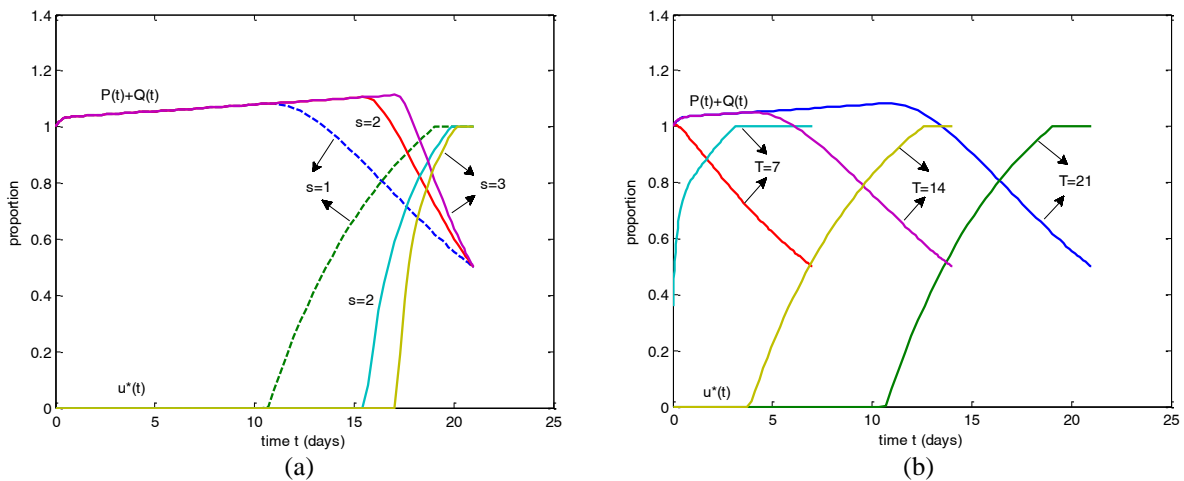 1.4
1.2
1
0.8
0.6
0.4
0.2
0
0 5 10 15 20 25
proportion
time t (days)
P(t)+Q(t)
s=2
s=1
s=3
s=2
u*(t)
(a)
1.4
1.2
1
0.8
0.6
0.4
0.2
0
0 5 10 15 20 25
proportion
time t (days)
P(t)+Q(t)
T=7
T=14
T=21
u*(t)
(b)